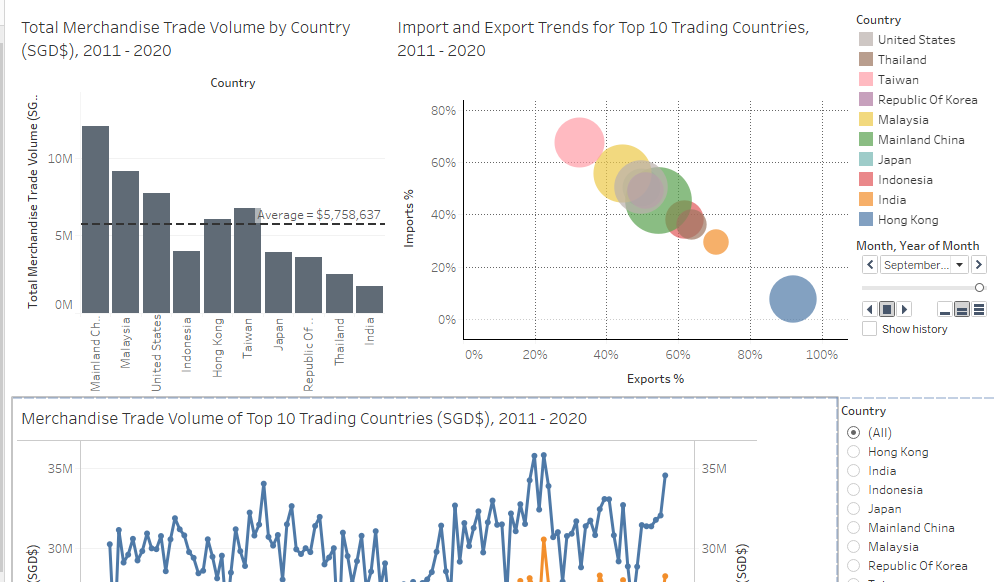 Total Merchandise Trade Volume by Country
(SGD$), 2011 - 2020
Country
Total Merchandise Trade Volume (SG..
10M
5M
0M
Average = $5,758,637
Mainland Ch..
Malaysia
United States
Indonesia
Hong Kong
Taiwan
Japan
Republic Of ..
Thailand
India
Import and Export Trends for Top 10 Trading Countries,
2011 - 2020
Imports %
80%
60%
40%
20%
0%
0%
20%
40%
60%
80%
100%
Exports %
Country
United States
Thailand
Taiwan
Republic Of Korea
Malaysia
Mainland China
Japan
Indonesia
India
Hong Kong
Month, Year of Month
September...
Show history
Merchandise Trade Volume of Top 10 Trading Countries (SGD$), 2011 - 2020
35M
30M
(SGD$)
35M
30M
(SGD$)
Country
(All)
Hong Kong
India
Indonesia
Japan
Mainland China
Malaysia
Republic Of Korea